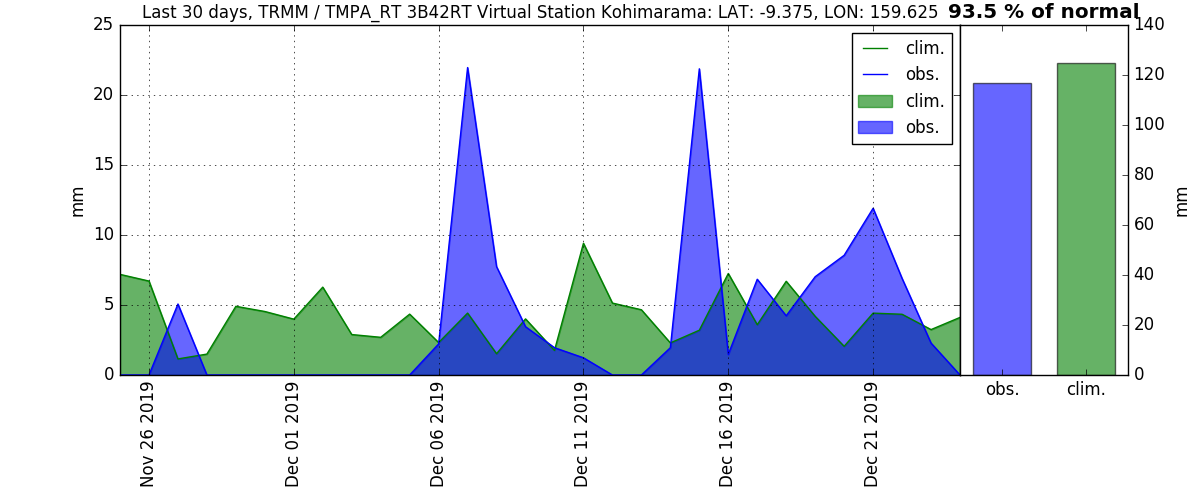 Last 30 days, TRMM / TMPA_RT 3B42RT Virtual Station Kohimarama: LAT: -9.375, LON: 159.625 93.5 % of normal
25
20
15
10
5
0
mm
clim.
obs.
clim.
obs.
Nov 26 2019
Dec 01 2019
Dec 06 2019
Dec 11 2019
Dec 16 2019
Dec 21 2019
140
120
100
80
60
40
20
0
mm
obs. clim.